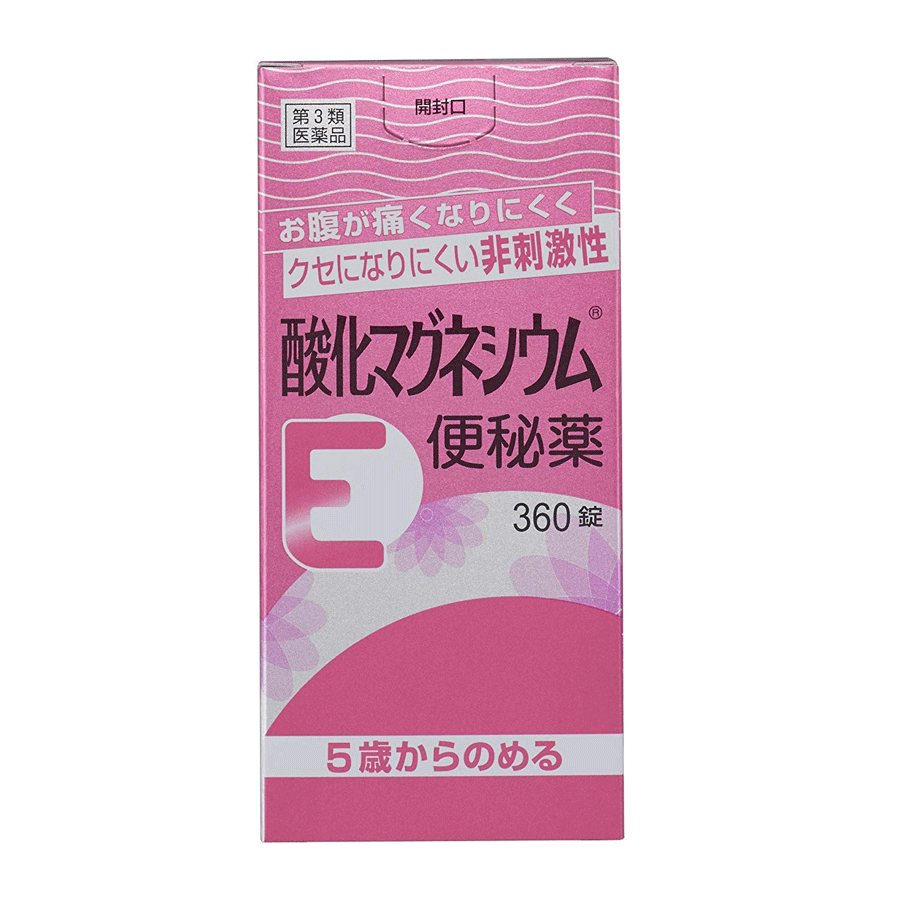 開封口
第3類
医薬品
お腹が痛くなりにくく
クセになりにくい非刺激性
酸化マグネシウム®
E 便秘薬
360錠
5歳からのめる